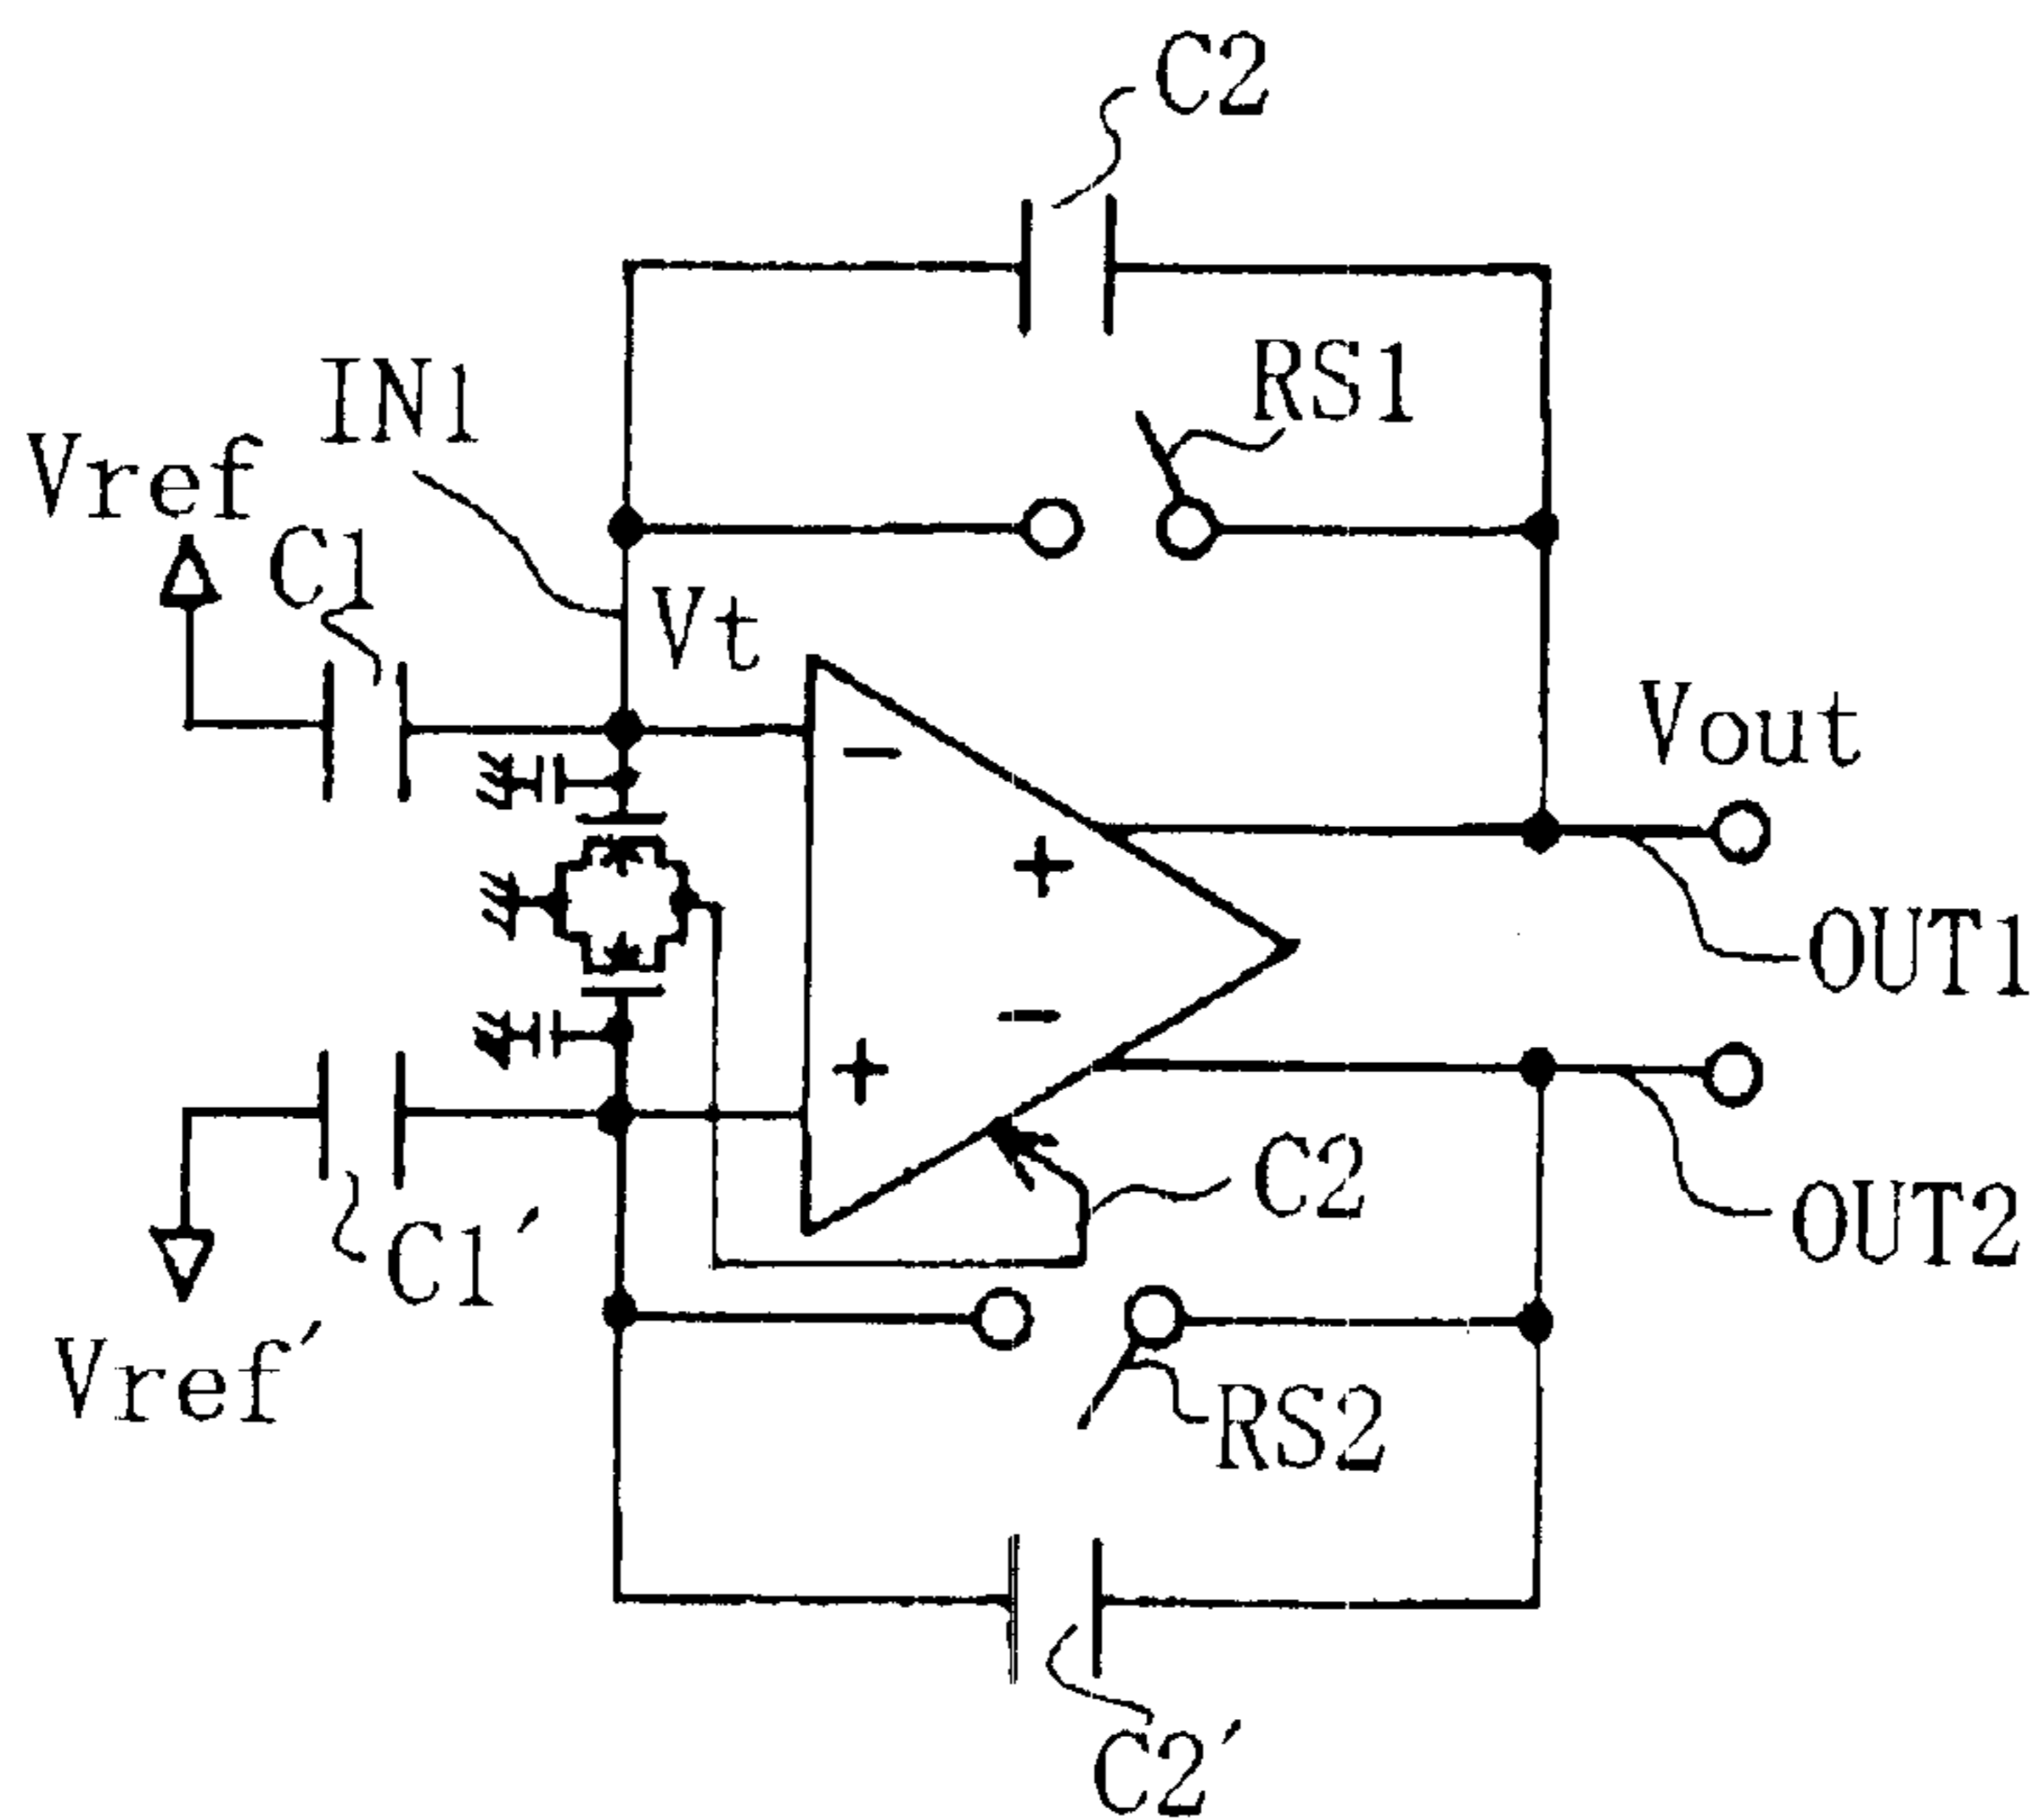 C2
RS1
IN1
Vref
C1
Vt
Vout
−
+
OUT1
−
+
C2
OUT2
C1′
Vref′
RS2
C2′